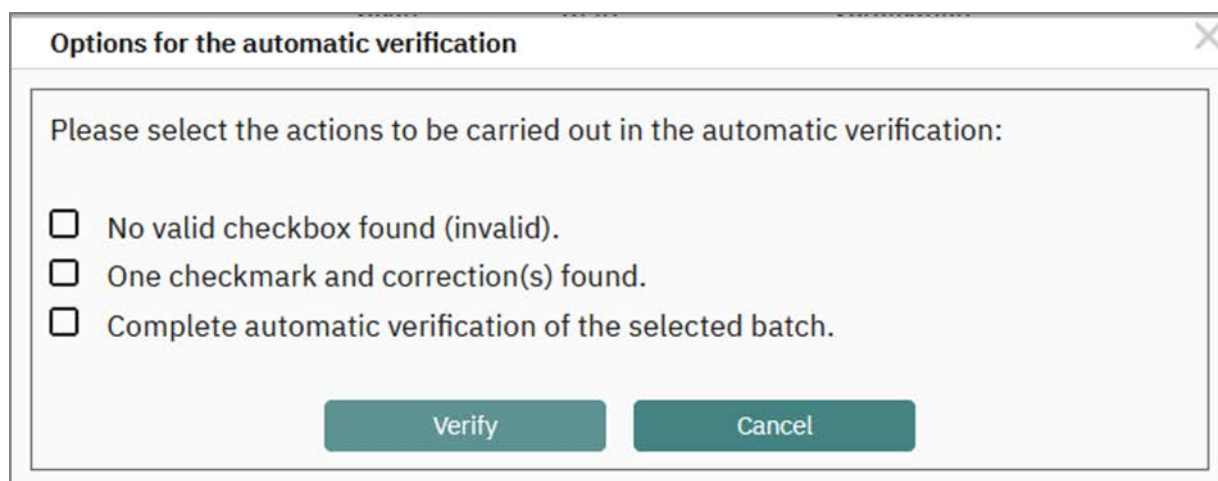 Options for the automatic verification
Please select the actions to be carried out in the automatic verification:
No valid checkbox found (invalid).
One checkmark and correction(s) found.
Complete automatic verification of the selected batch.
Verify
Cancel